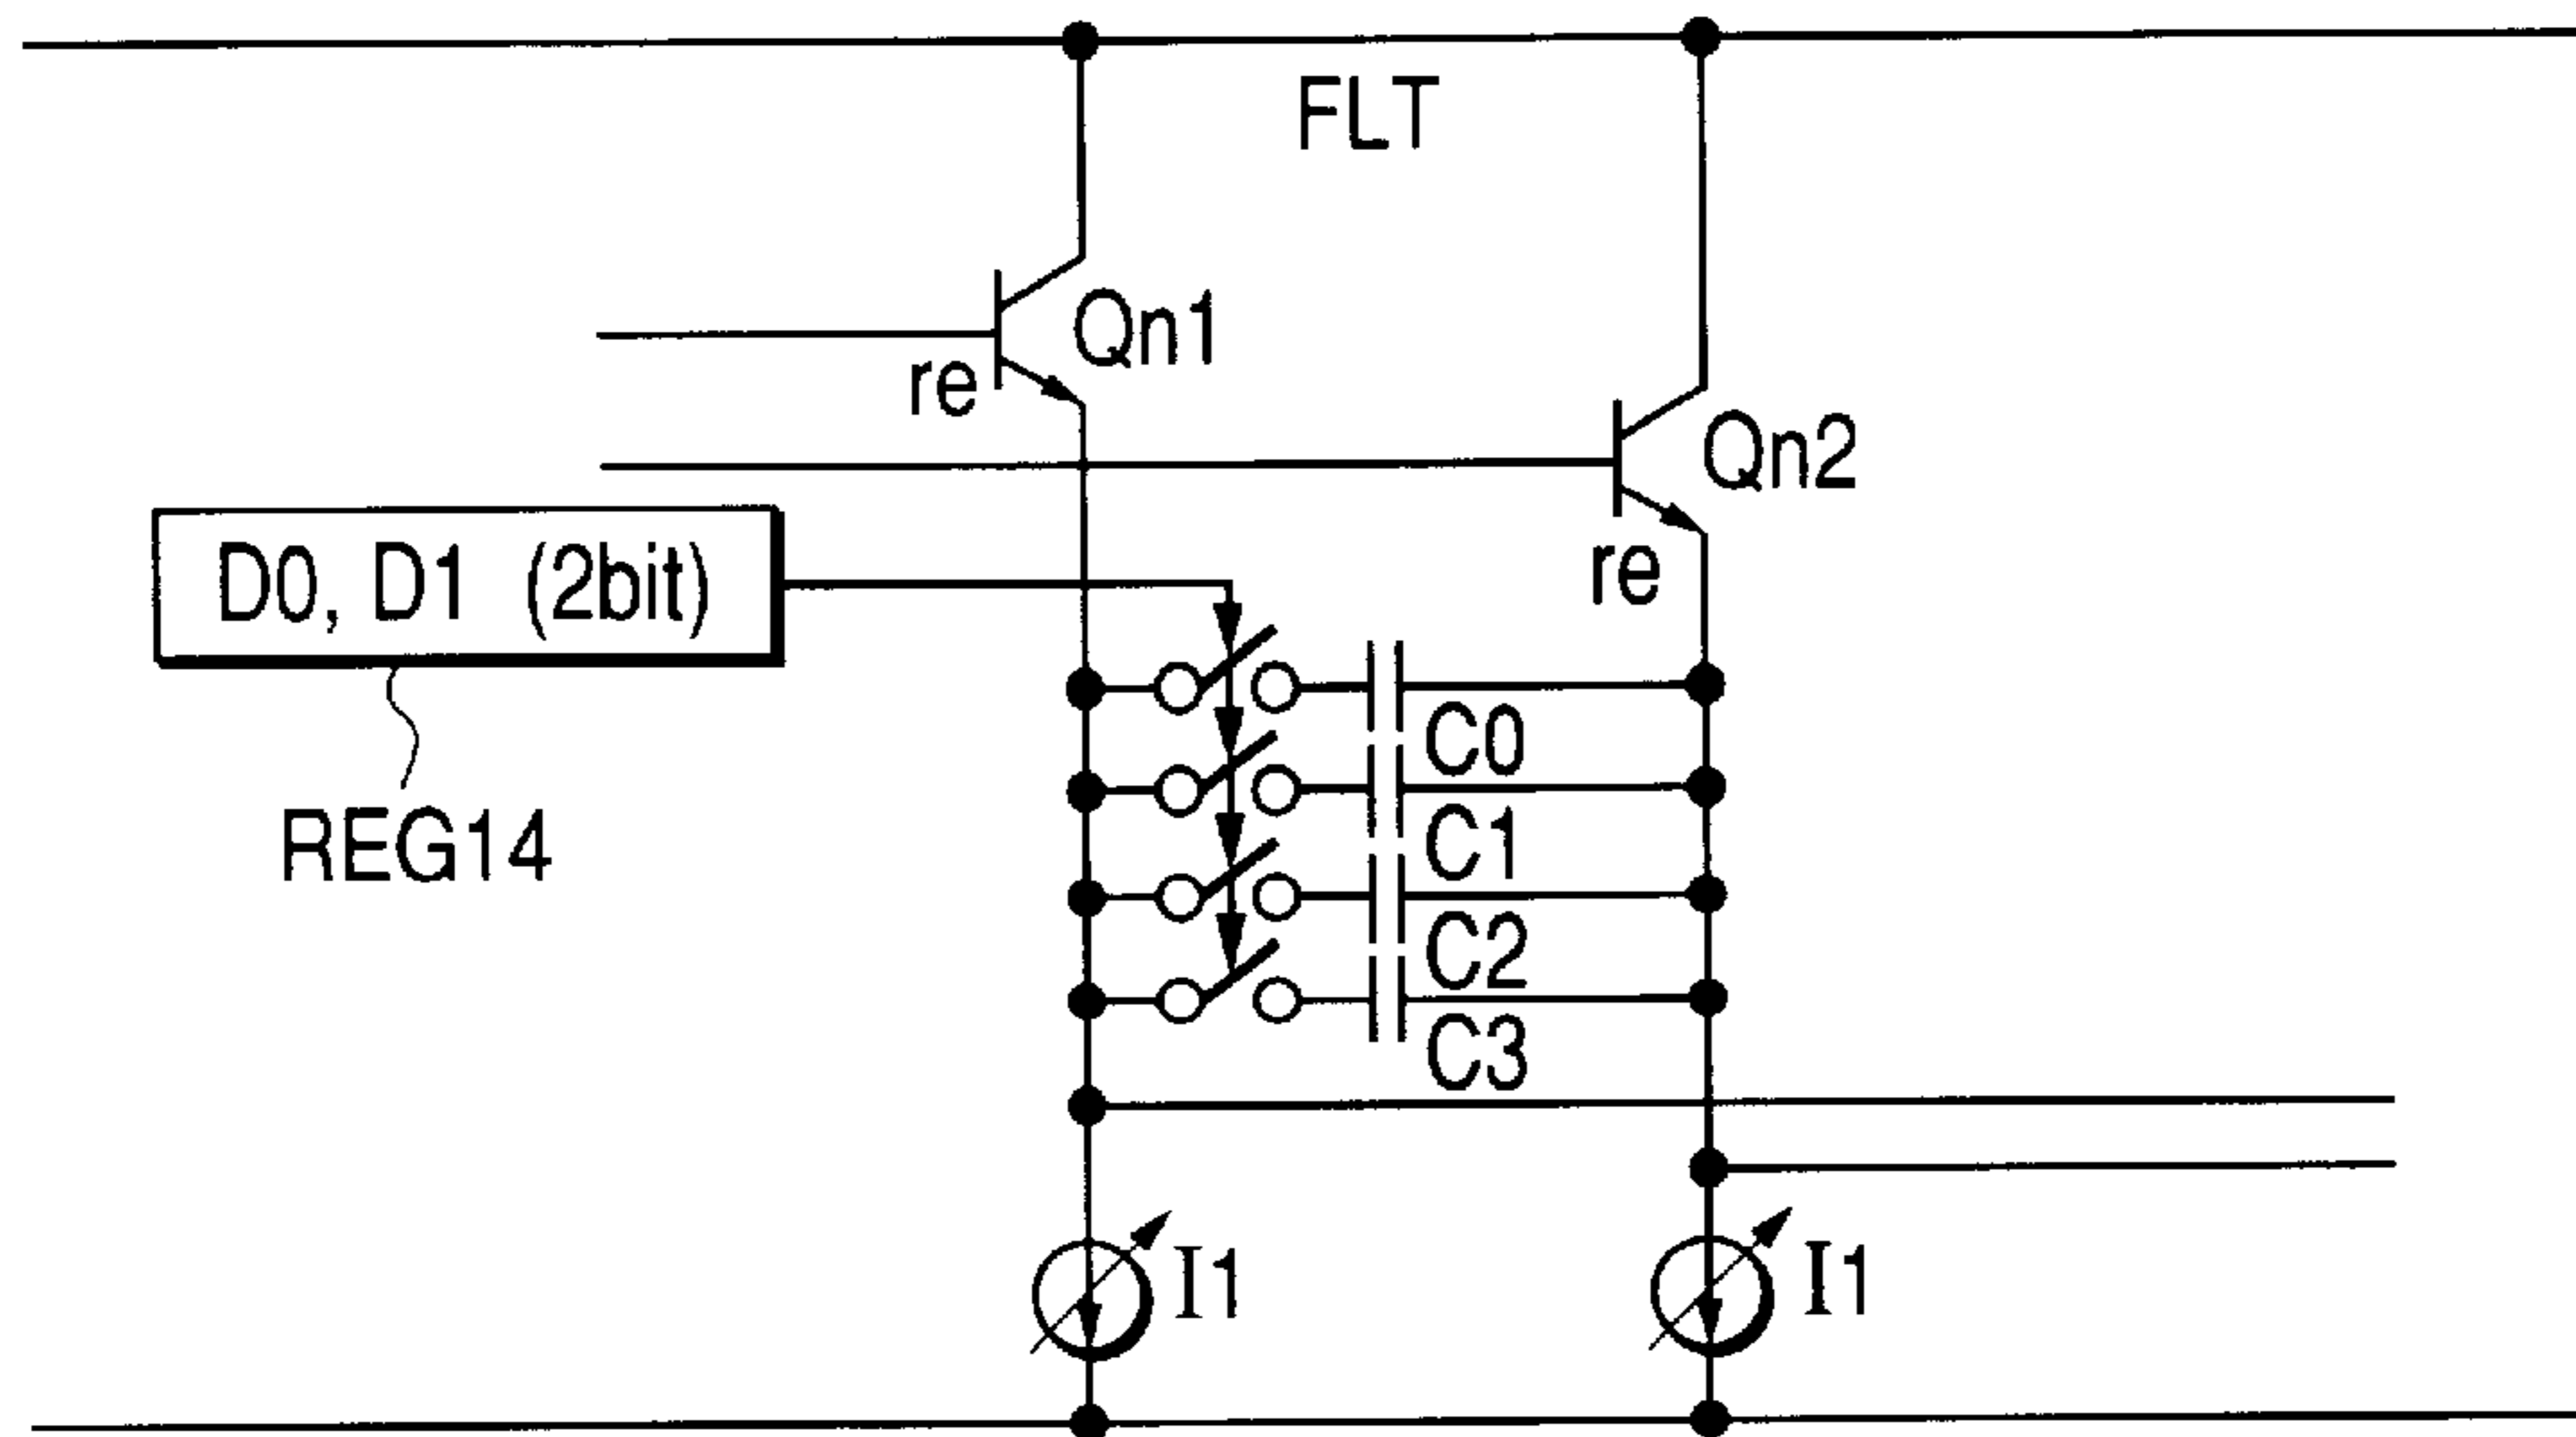 FLT
Qn1
re
Qn2
re
D0, D1 (2bit)
REG14
C0
C1
C2
C3
I1
I1